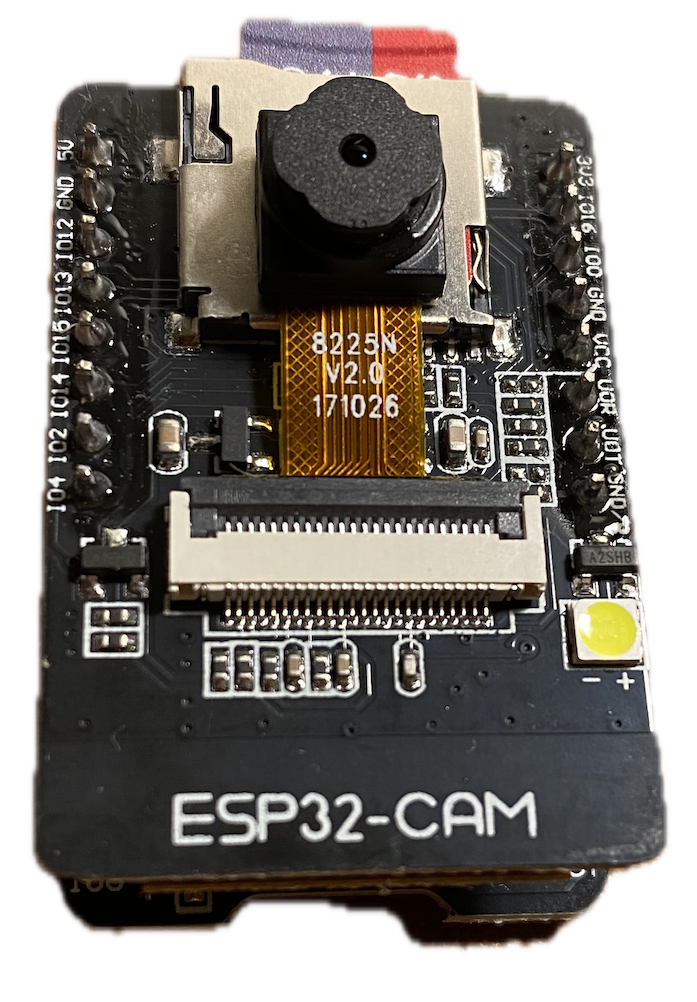 5V
GND
IO12
IO13
IO15
IO14
IO2
IO4
3V3
IO16
IO0
GND
VCC
UOR
UOT
GND
8225N
V2.0
171026
A2SHB
- +
ESP32-CAM